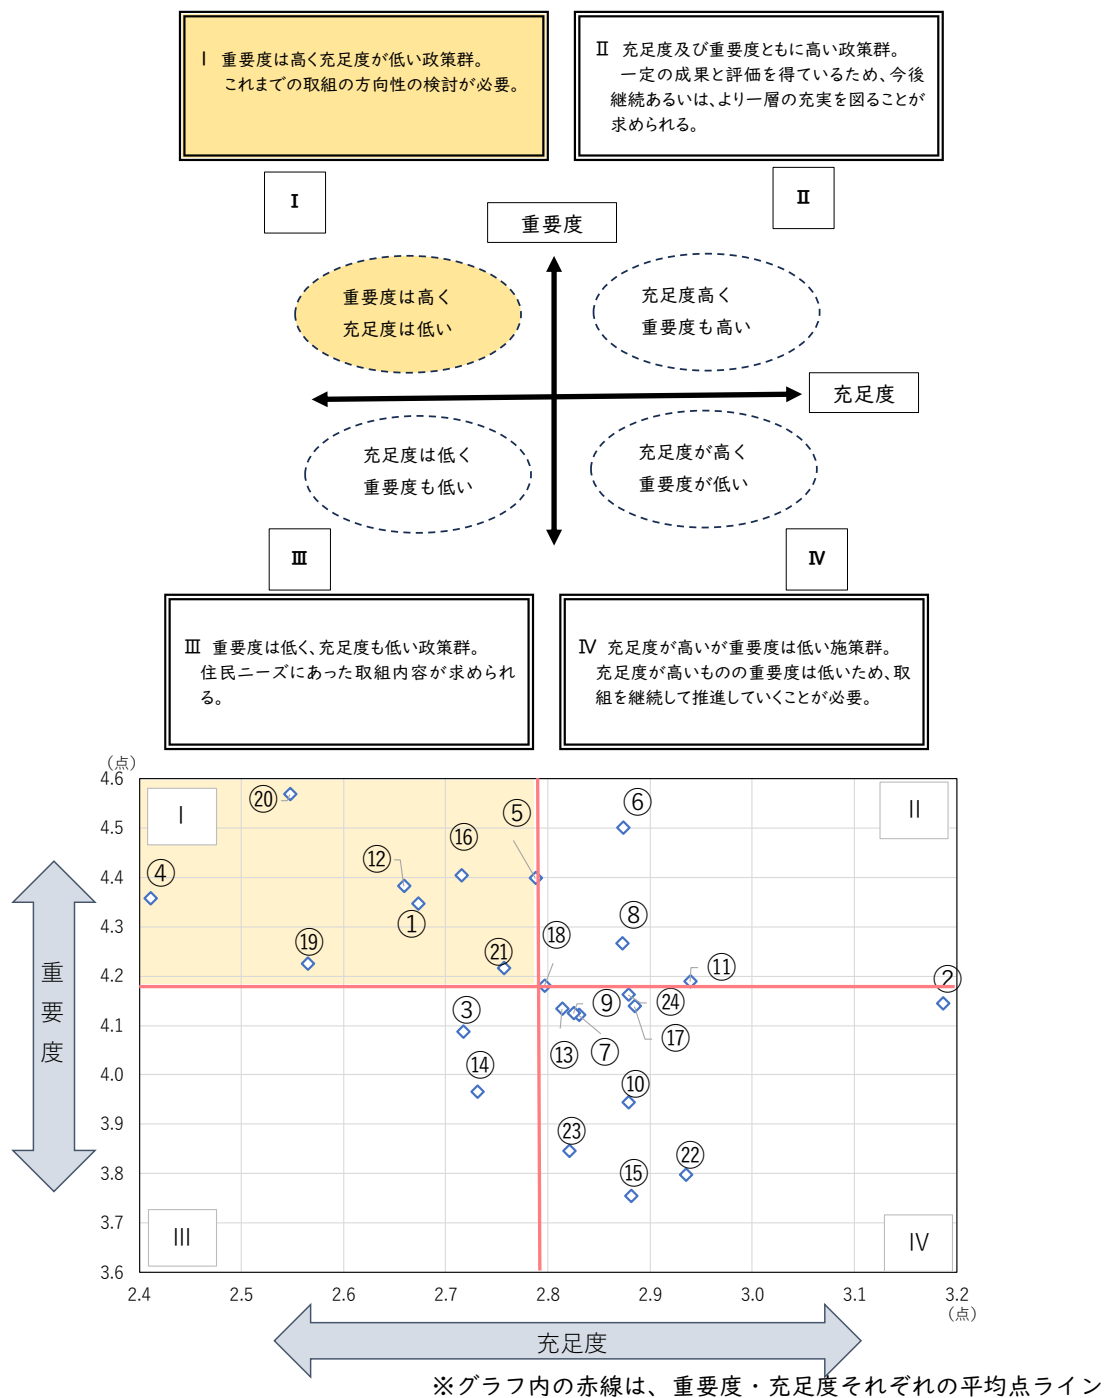 Ⅰ 重要度は高く充足度が低い政策群。
これまでの取組の方向性の検討が必要。
Ⅱ 充足度及び重要度ともに高い政策群。
一定の成果と評価を得ているため、今後
継続あるいは、より一層の充実を図ることが
求められる。
Ⅰ
Ⅱ
重要度
重要度は高く
充足度は低い
充足度高く
重要度も高い
充足度
充足度は低く
重要度も低い
充足度が高く
重要度が低い
Ⅲ
Ⅳ
Ⅲ 重要度は低く、充足度も低い政策群。
住民ニーズにあった取組内容が求められ
る。
Ⅳ 充足度が高いが重要度は低い施策群。
充足度が高いものの重要度は低いため、取
組を継続して推進していくことが必要。
(点)
4.6
4.5
4.4
4.3
4.2
4.1
4.0
3.9
3.8
3.7
3.6
重要度
Ⅰ
Ⅱ
Ⅲ
Ⅳ
⑳
⑤
⑥
⑯
⑫
④
①
⑧
⑱
⑲
㉑
⑪
②
③
⑨
㉔
⑰
⑬
⑦
⑭
⑩
㉓
⑮
㉒
2.4 2.5 2.6 2.7 2.8 2.9 3.0 3.1 3.2
(点)
充足度
※グラフ内の赤線は、重要度・充足度それぞれの平均点ライン